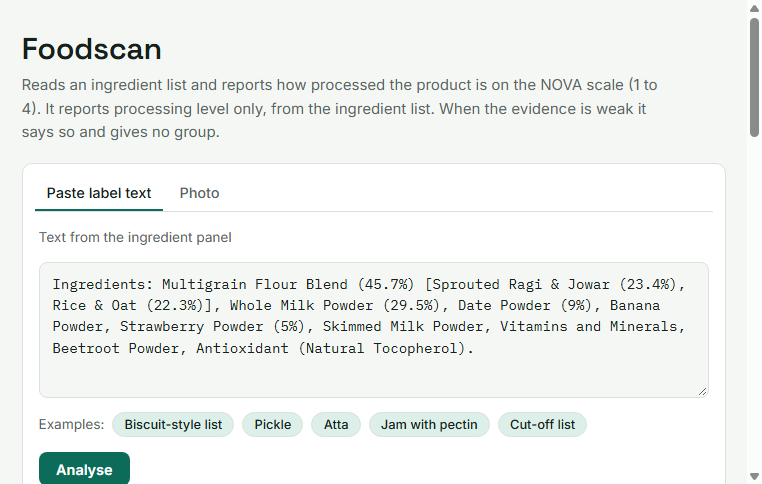 Foodscan
Reads an ingredient list and reports how processed the product is on the NOVA scale (1 to
4). It reports processing level only, from the ingredient list. When the evidence is weak it
says so and gives no group.
Paste label text Photo
Text from the ingredient panel
Ingredients: Multigrain Flour Blend (45.7%) [Sprouted Ragi & Jowar (23.4%),
Rice & Oat (22.3%)], Whole Milk Powder (29.5%), Date Powder (9%), Banana
Powder, Strawberry Powder (5%), Skimmed Milk Powder, Vitamins and Minerals,
Beetroot Powder, Antioxidant (Natural Tocopherol).
Examples: Biscuit-style list Pickle Atta Jam with pectin Cut-off list
Analyse